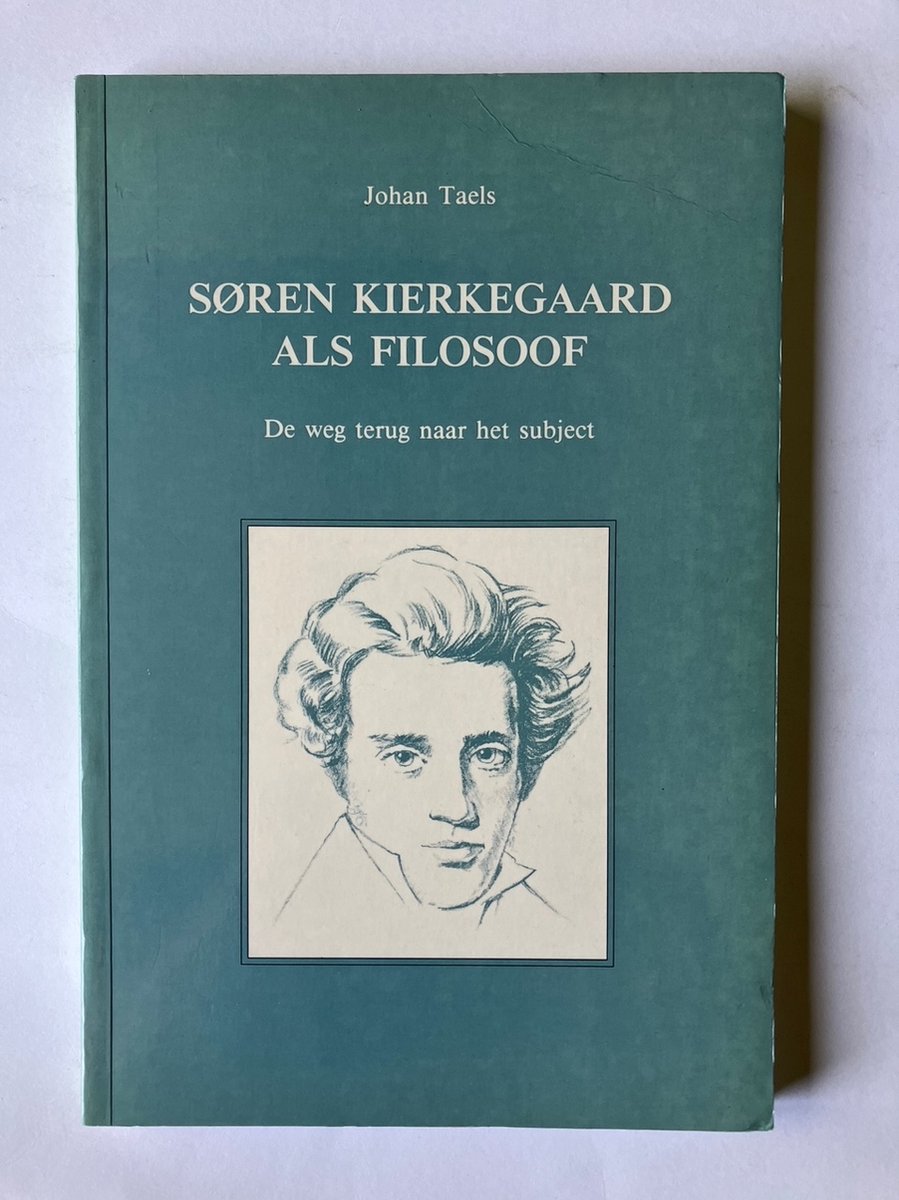 Johan Taels
SØREN KIERKEGAARD
ALS FILOSOOF
De weg terug naar het subject